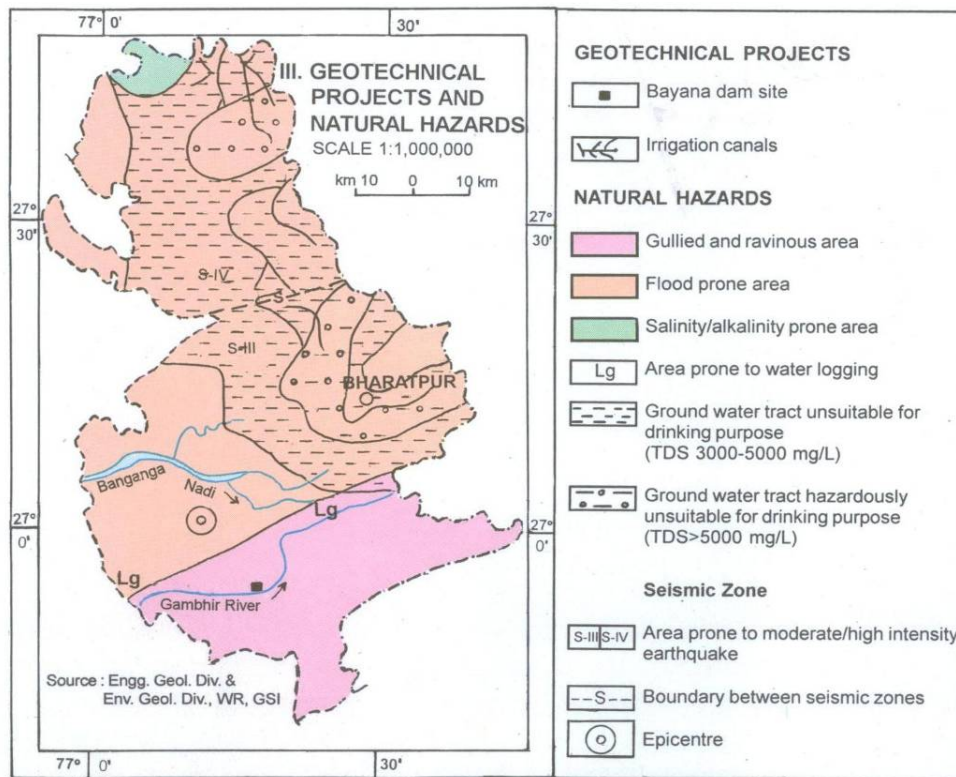 77° 0'
30'
III. GEOTECHNICAL
PROJECTS AND
NATURAL HAZARDS
SCALE 1:1,000,000
km 10 0 10 km
27°
30'
27°
30'
S-IV
S
S-III
BHARATPUR
Banganga
Nadi
Lg
27°
0'
27°
0'
Lg
Gambhir River
Source : Engg. Geol. Div. &
Env. Geol. Div., WR, GSI
77° 0'
30'
GEOTECHNICAL PROJECTS
Bayana dam site
Irrigation canals
NATURAL HAZARDS
Gullied and ravinous area
Flood prone area
Salinity/alkalinity prone area
Lg Area prone to water logging
Ground water tract unsuitable for
drinking purpose
(TDS 3000-5000 mg/L)
Ground water tract hazardously
unsuitable for drinking purpose
(TDS>5000 mg/L)
Seismic Zone
S-III S-IV Area prone to moderate/high intensity
earthquake
S Boundary between seismic zones
Epicentre